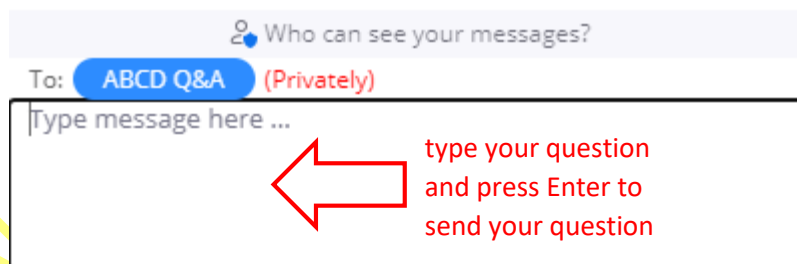 Who can see your messages?
To: ABCD Q&A (Privately)
Type message here ...
type your question
and press Enter to
send your question